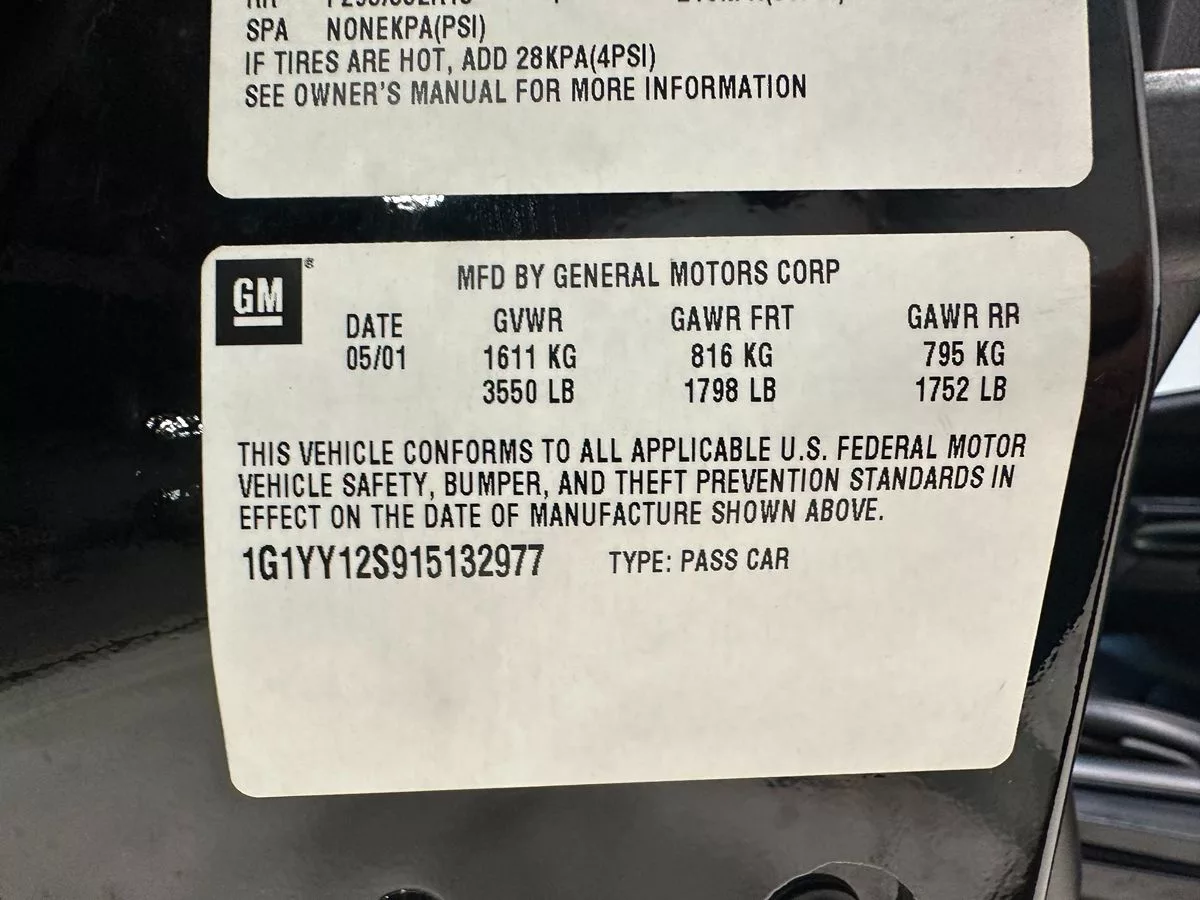 SPA NONEKPA(PSI)
IF TIRES ARE HOT, ADD 28KPA(4PSI)
SEE OWNER'S MANUAL FOR MORE INFORMATION
GM®
MFD BY GENERAL MOTORS CORP
DATE GVWR GAWR FRT GAWR RR
05/01 1611 KG 816 KG 795 KG
3550 LB 1798 LB 1752 LB
THIS VEHICLE CONFORMS TO ALL APPLICABLE U.S. FEDERAL MOTOR
VEHICLE SAFETY, BUMPER, AND THEFT PREVENTION STANDARDS IN
EFFECT ON THE DATE OF MANUFACTURE SHOWN ABOVE.
1G1YY12S915132977 TYPE: PASS CAR